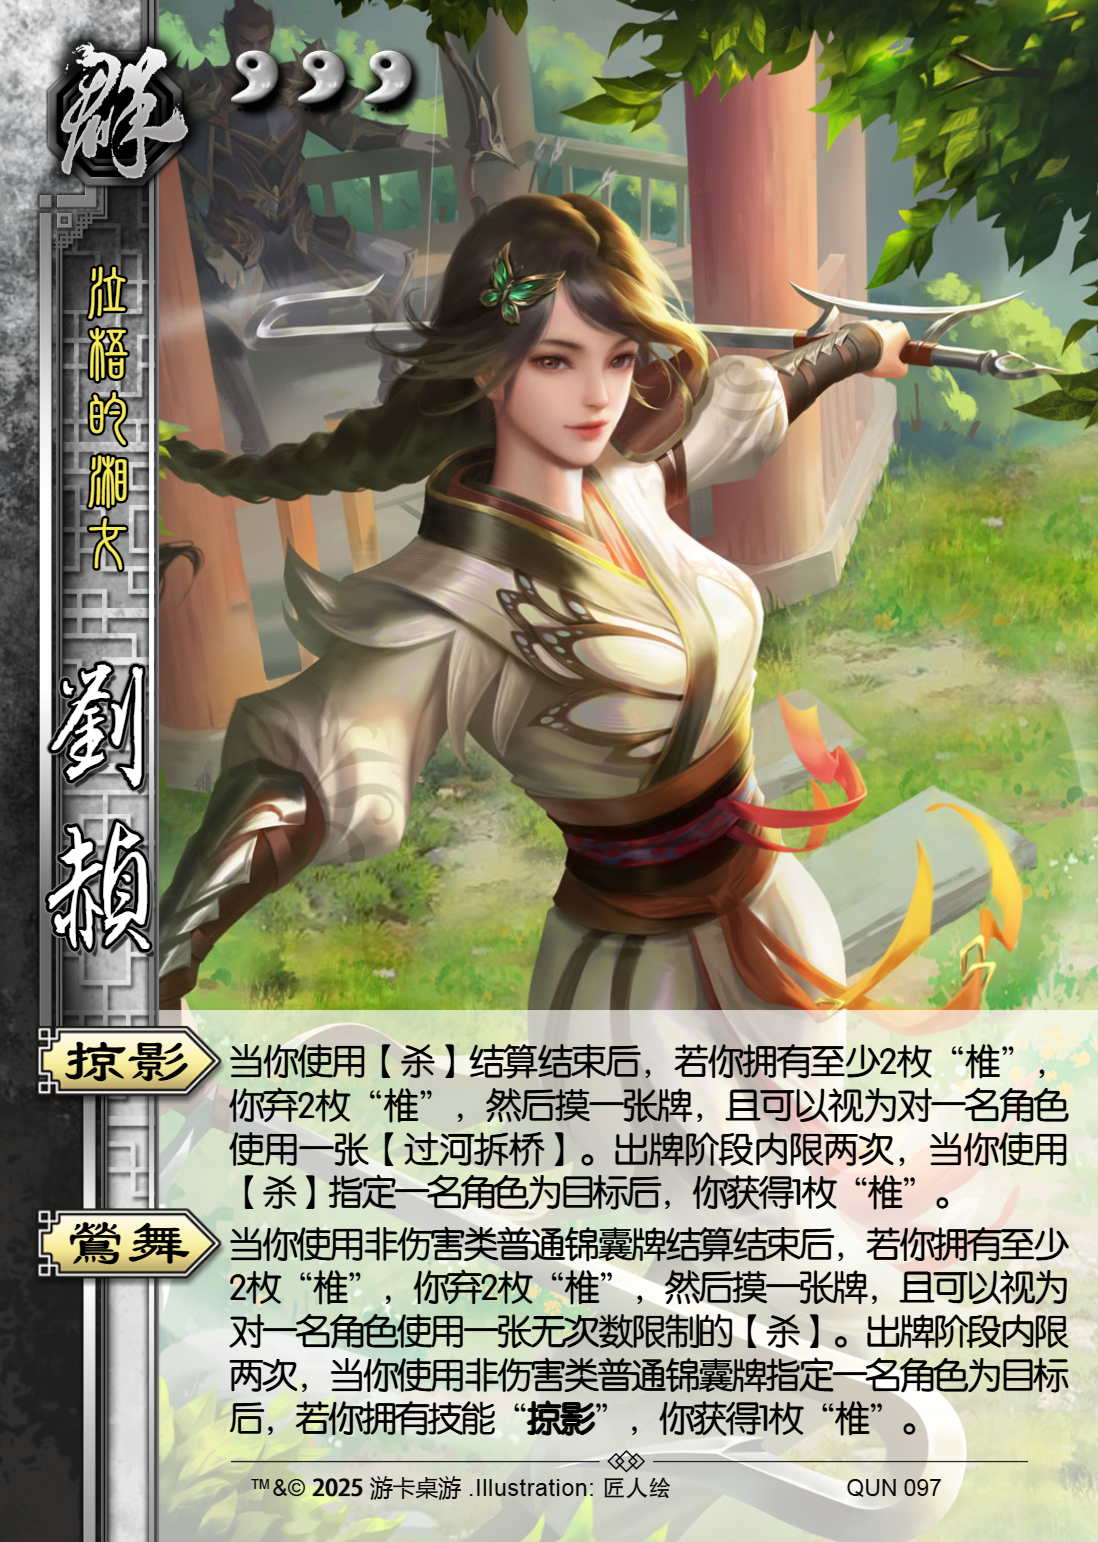 群
泣梧的湘女
劉赪
掠影
当你使用【杀】结算结束后，若你拥有至少2枚“椎”，
你弃2枚“椎”，然后摸一张牌，且可以视为对一名角色
使用一张【过河拆桥】。出牌阶段内限两次，当你使用
【杀】指定一名角色为目标后，你获得1枚“椎”。
鶯舞
当你使用非伤害类普通锦囊牌结算结束后，若你拥有至少
2枚“椎”，你弃2枚“椎”，然后摸一张牌，且可以视为
对一名角色使用一张无次数限制的【杀】。出牌阶段内限
两次，当你使用非伤害类普通锦囊牌指定一名角色为目标
后，若你拥有技能“掠影”，你获得1枚“椎”。
™&© 2025 游卡桌游 .Illustration: 匠人绘 QUN 097